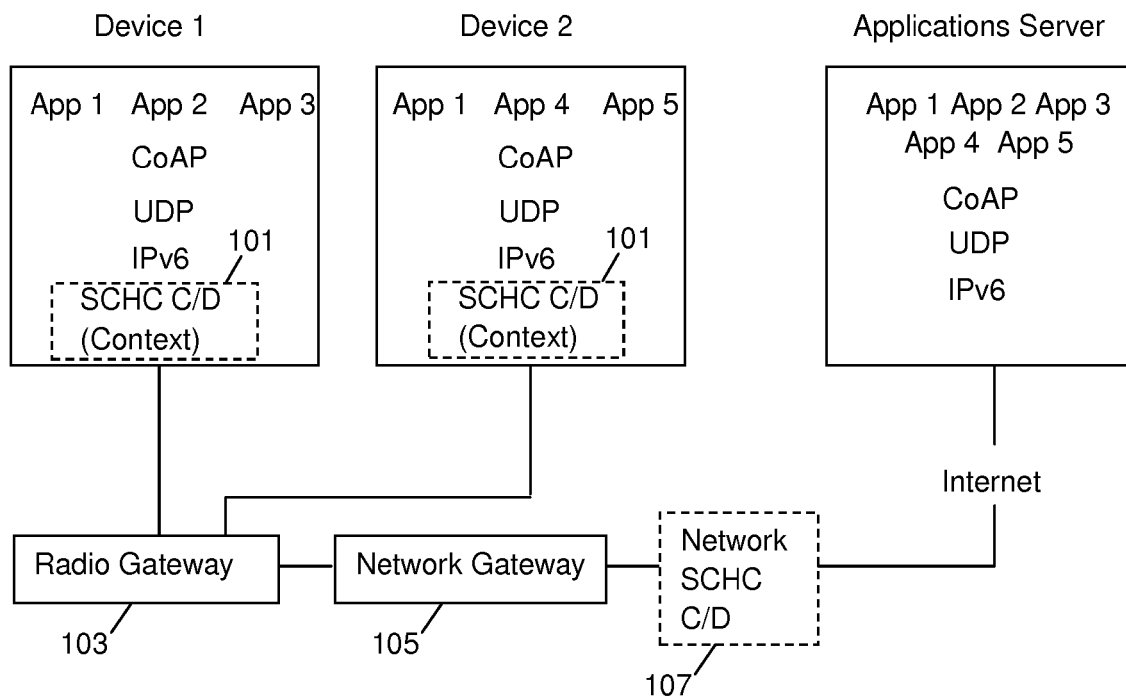 Device 1
Device 2
Applications Server
App 1 App 2 App 3
CoAP
UDP
IPv6
101
SCHC C/D
(Context)
App 1 App 4 App 5
CoAP
UDP
IPv6
101
SCHC C/D
(Context)
App 1 App 2 App 3
App 4 App 5
CoAP
UDP
IPv6
Internet
Radio Gateway
103
Network Gateway
105
Network
SCHC
C/D
107